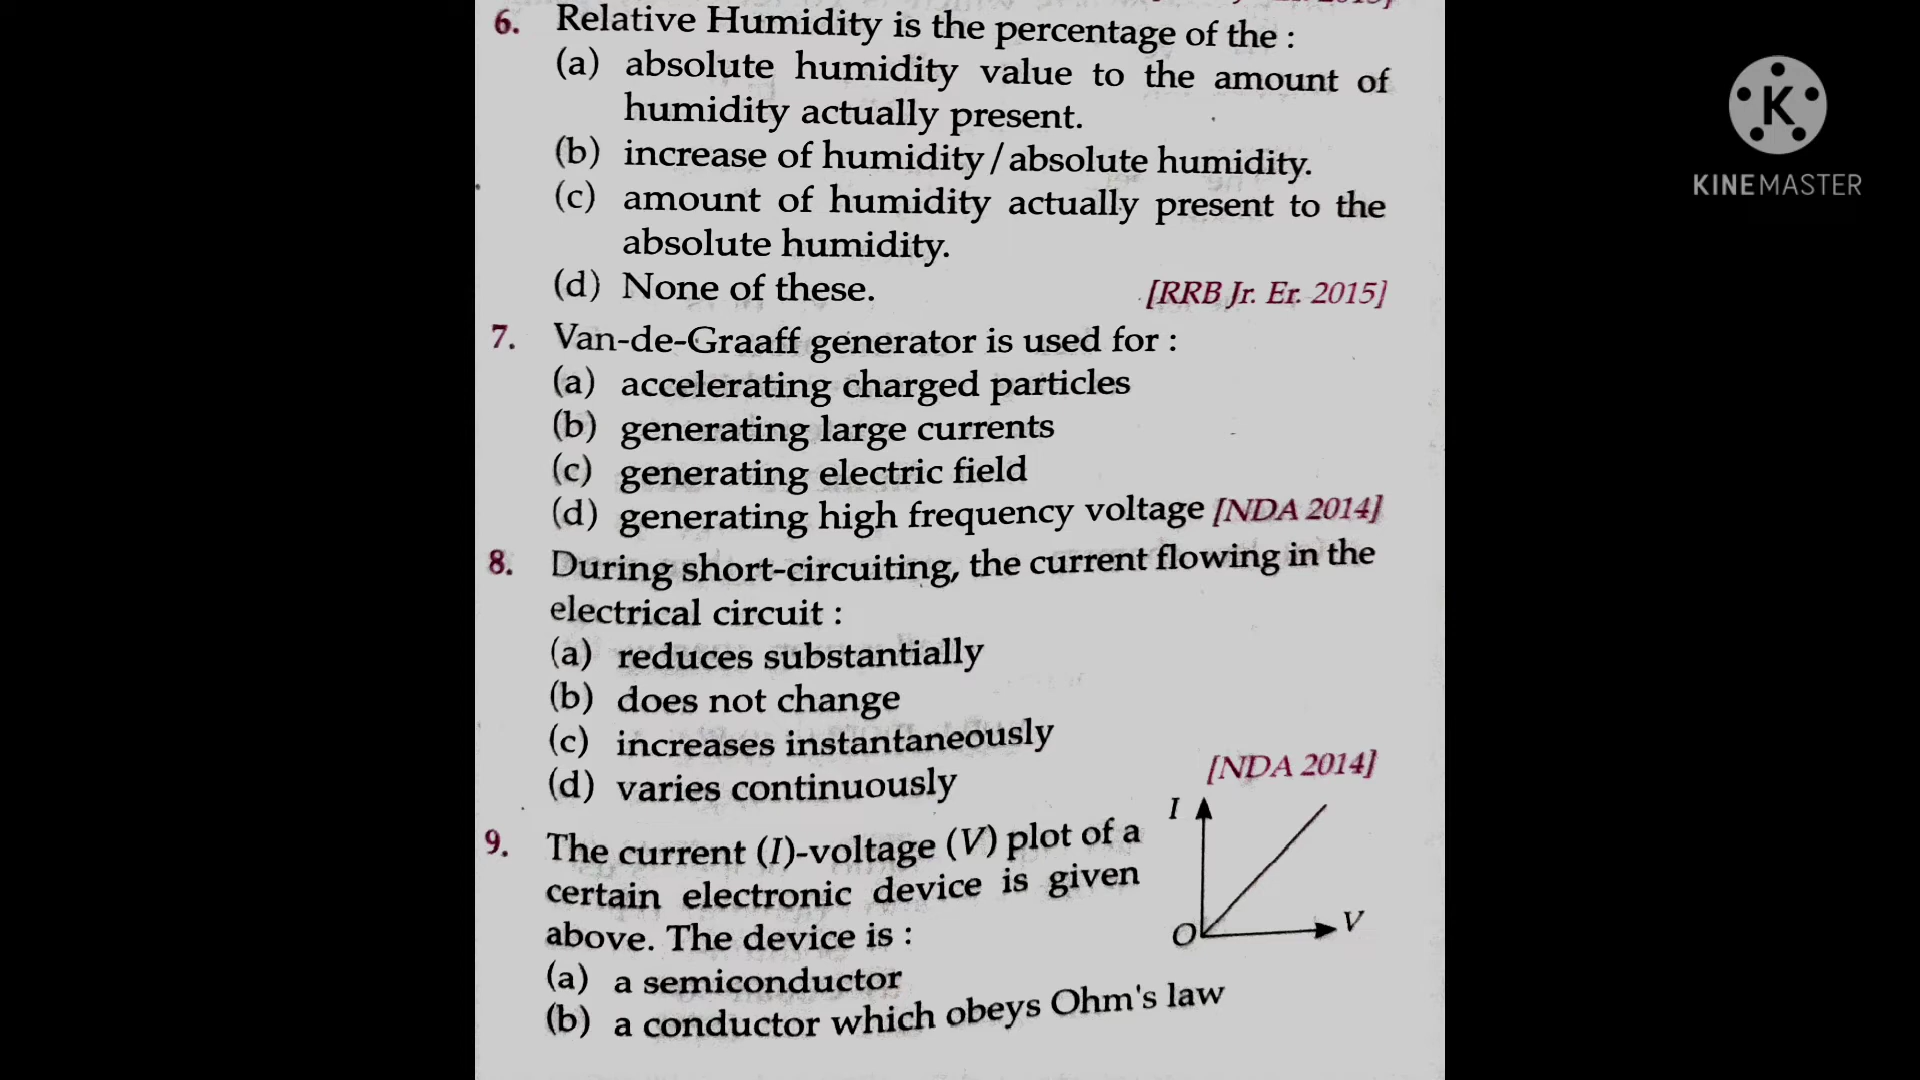 6. Relative Humidity is the percentage of the :
(a) absolute humidity value to the amount of
humidity actually present.
(b) increase of humidity/absolute humidity.
(c) amount of humidity actually present to the
absolute humidity.
(d) None of these. [RRB Jr. Er. 2015]
7. Van-de-Graaff generator is used for :
(a) accelerating charged particles
(b) generating large currents
(c) generating electric field
(d) generating high frequency voltage [NDA 2014]
8. During short-circuiting, the current flowing in the
electrical circuit :
(a) reduces substantially
(b) does not change
(c) increases instantaneously
(d) varies continuously [NDA 2014]
9. The current (I)-voltage (V) plot of a
certain electronic device is given
above. The device is :
(a) a semiconductor
(b) a conductor which obeys Ohm's law
I
O
V
K
KINEMASTER